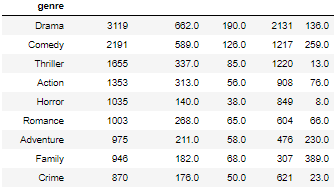 genre
Drama 3119 662.0 190.0 2131 136.0
Comedy 2191 589.0 126.0 1217 259.0
Thriller 1655 337.0 85.0 1220 13.0
Action 1353 313.0 56.0 908 76.0
Horror 1035 140.0 38.0 849 8.0
Romance 1003 268.0 65.0 604 66.0
Adventure 975 211.0 58.0 476 230.0
Family 946 182.0 68.0 307 389.0
Crime 870 176.0 50.0 621 23.0